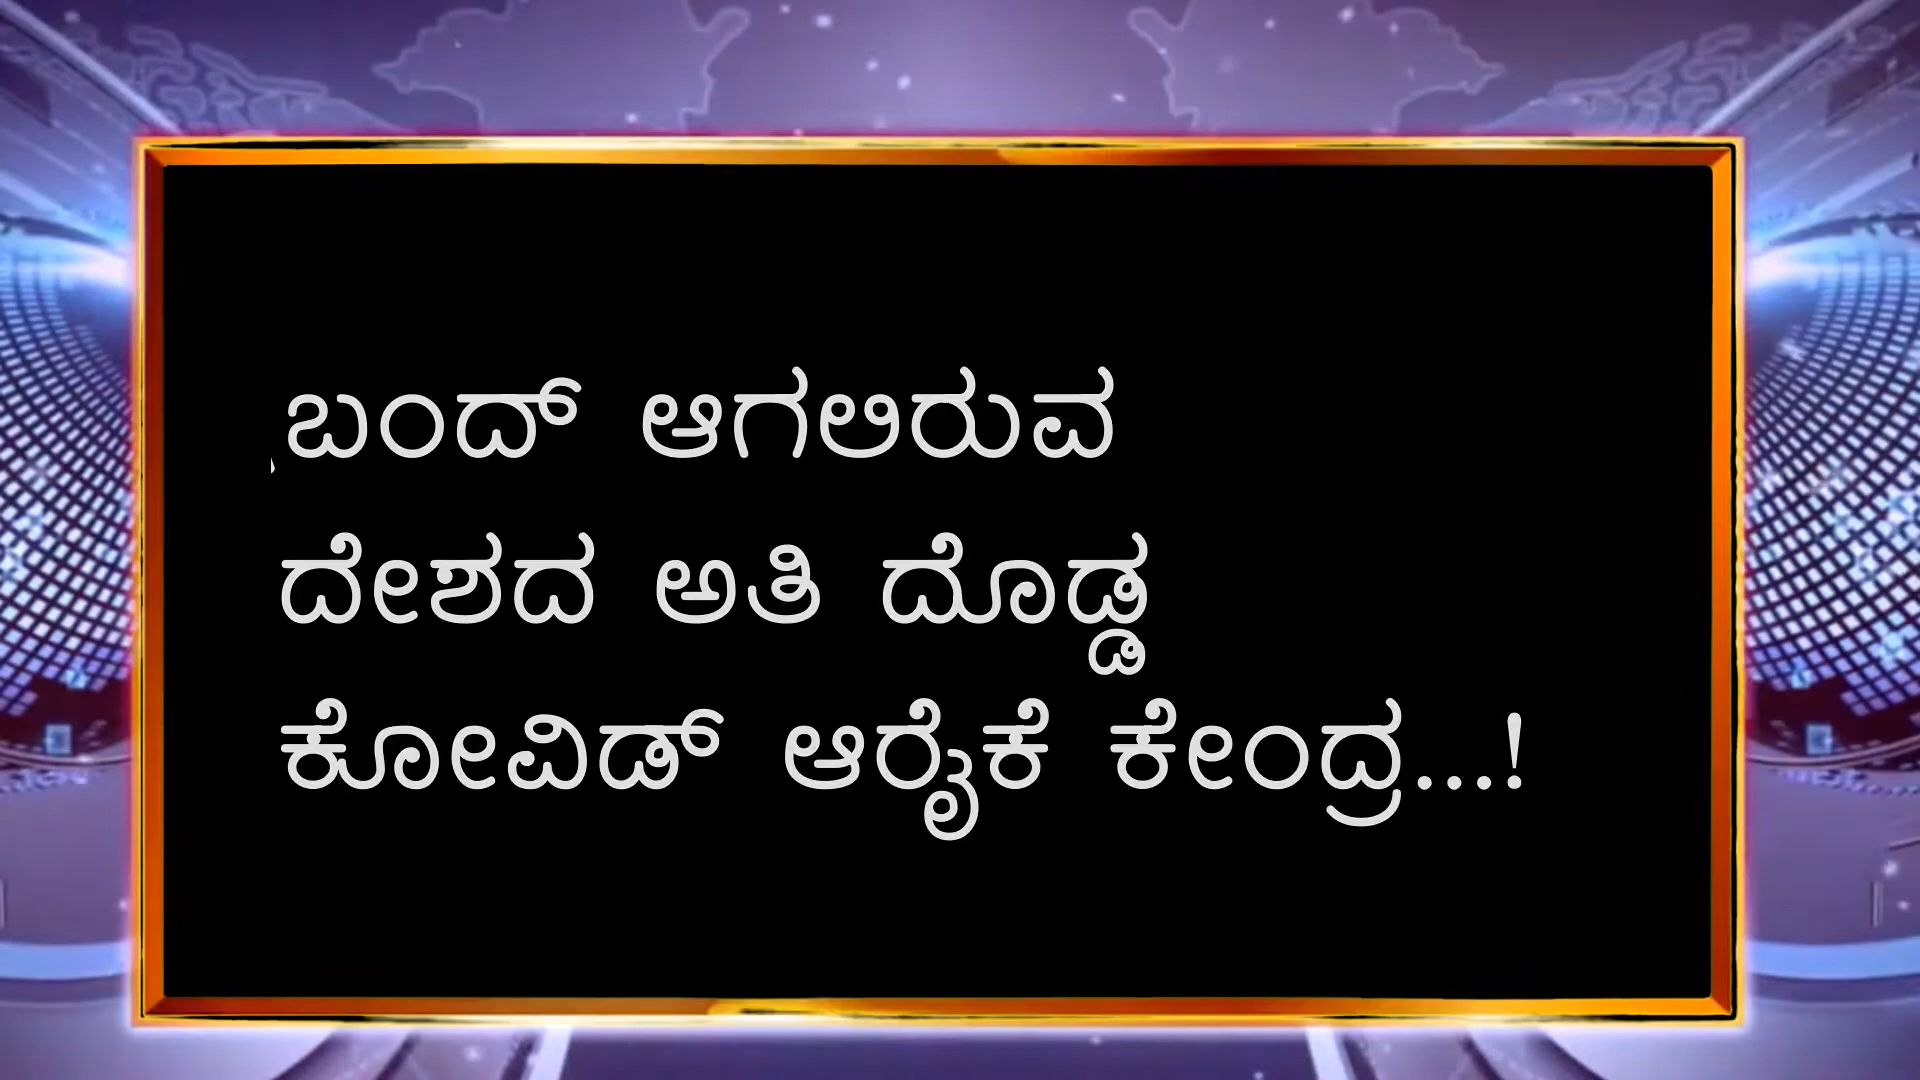 ಬಂದ್ ಆಗಲಿರುವ
ದೇಶದ ಅತಿ ದೊಡ್ಡ
ಕೋವಿಡ್ ಆರೈಕೆ ಕೇಂದ್ರ...!